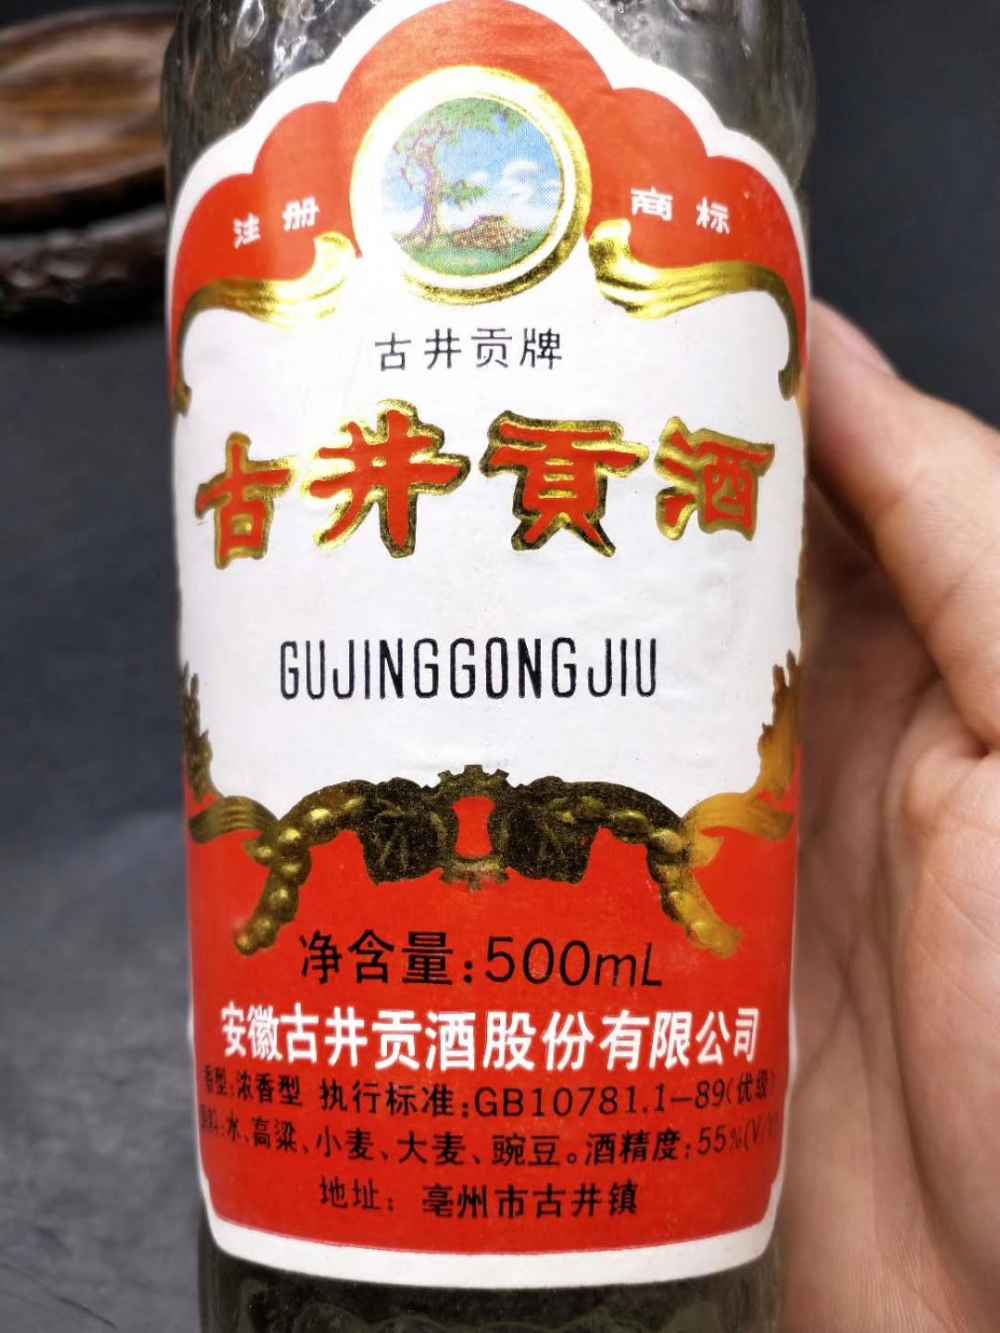 注册 商标
古井贡牌
古井貢酒
GUJINGGONGJIU
净含量:500mL
安徽古井贡酒股份有限公司
香型:浓香型 执行标准:GB10781.1-89(优级)
料:水、高粱、小麦、大麦、豌豆。酒精度:55%(V/
地址: 亳州市古井镇